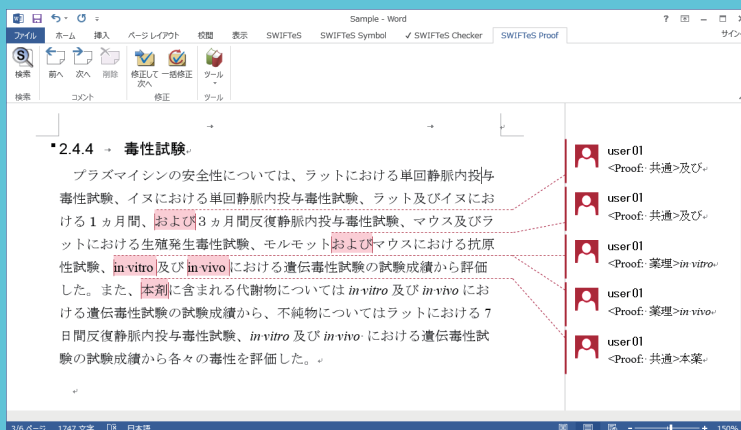 Sample - Word
ファイル ホーム 挿入 ページ レイアウト 校閲 表示 SWIFTeS SWIFTeS Symbol ✓ SWIFTeS Checker SWIFTeS Proof サイン
検索 前へ 次へ 削除 修正して次へ 一括修正 ツール
検索 コメント 修正 ツール
2.4.4 → 毒性試験
プラズマイシンの安全性については、ラットにおける単回静脈内投与
毒性試験、イヌにおける単回静脈内投与毒性試験、ラット及びイヌにお
ける1ヵ月間、および3ヵ月間反復静脈内投与毒性試験、マウス及びラ
ットにおける生殖発生毒性試験、モルモットおよびマウスにおける抗原
性試験、in vitro 及び in vivo における遺伝毒性試験の試験成績から評価
した。また、本剤に含まれる代謝物については in vitro 及び in vivo にお
ける遺伝毒性試験の試験成績から、不純物についてはラットにおける7
日間反復静脈内投与毒性試験、in vitro 及び in vivo における遺伝毒性試
験の試験成績から各々の毒性を評価した。
user01
<Proof: 共通>及び
user01
<Proof: 共通>及び
user01
<Proof: 薬理>in vitro
user01
<Proof: 薬理>in vivo
user01
<Proof: 共通>本薬
3/6 ページ 1747 文字 日本語 150%